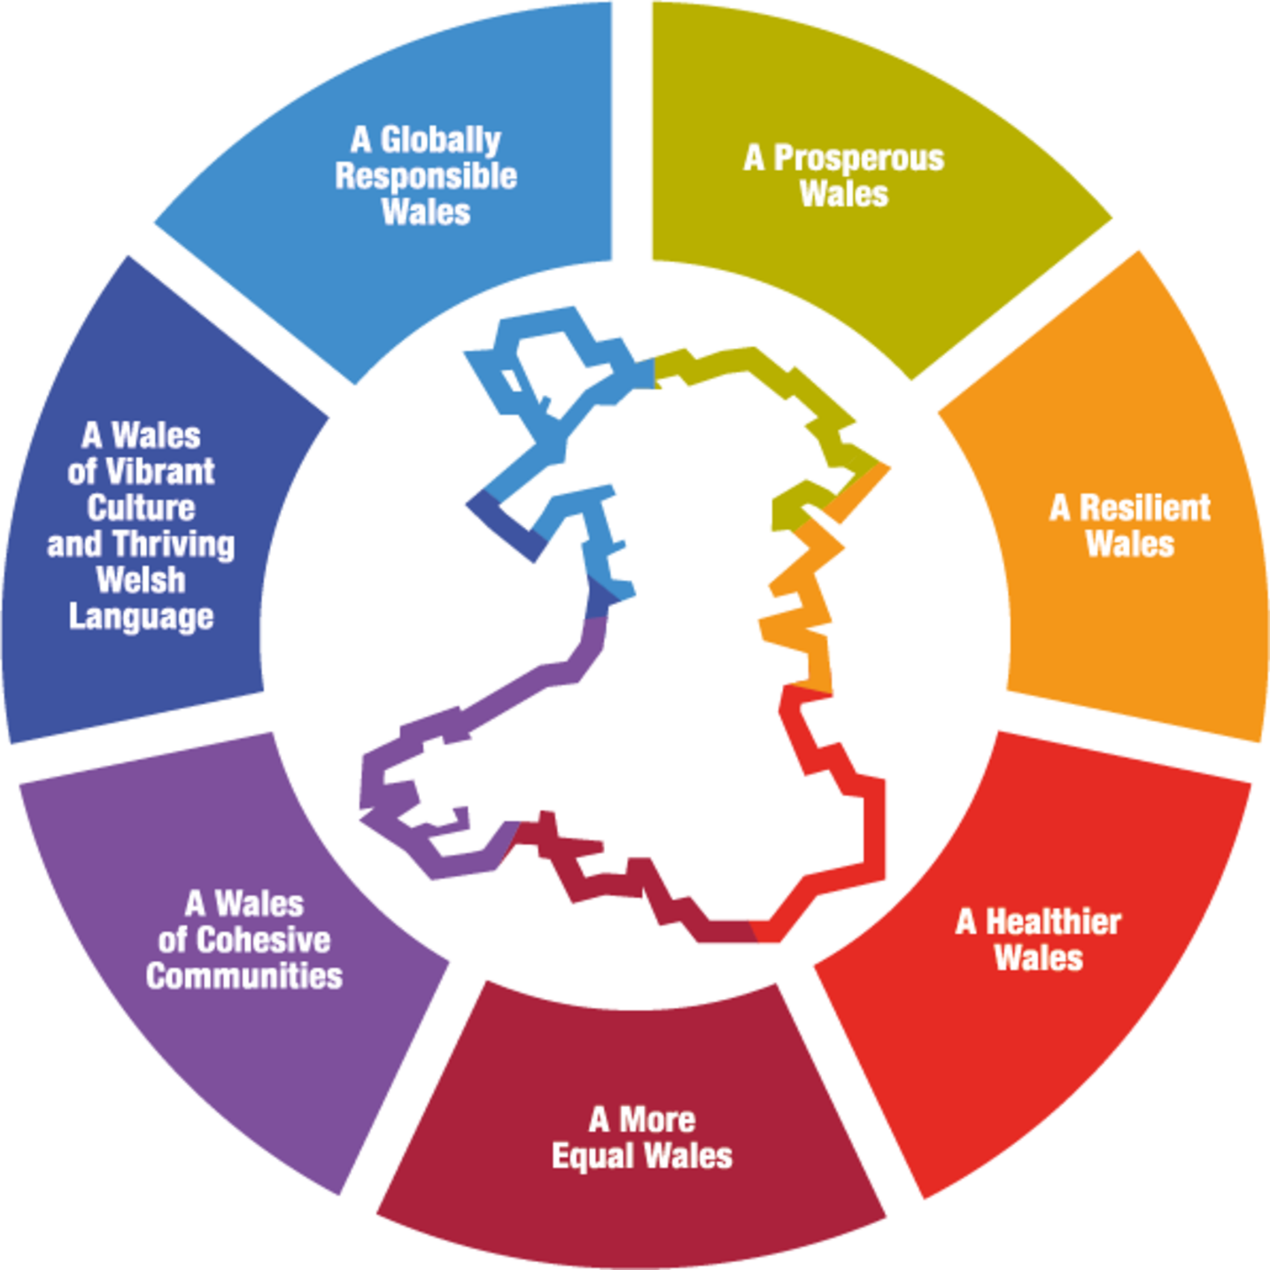 A Globally
Responsible
Wales
A Prosperous
Wales
A Resilient
Wales
A Healthier
Wales
A More
Equal Wales
A Wales
of Cohesive
Communities
A Wales
of Vibrant
Culture
and Thriving
Welsh
Language